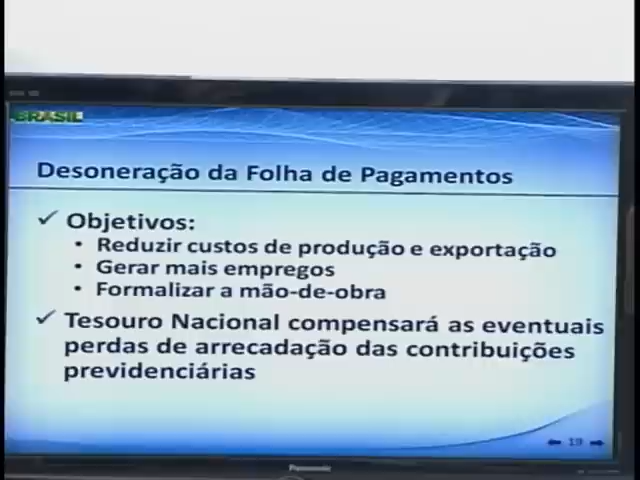 BRASIL
Desoneração da Folha de Pagamentos
✓ Objetivos:
• Reduzir custos de produção e exportação
• Gerar mais empregos
• Formalizar a mão-de-obra
✓ Tesouro Nacional compensará as eventuais
perdas de arrecadação das contribuições
previdenciárias
19
Panasonic